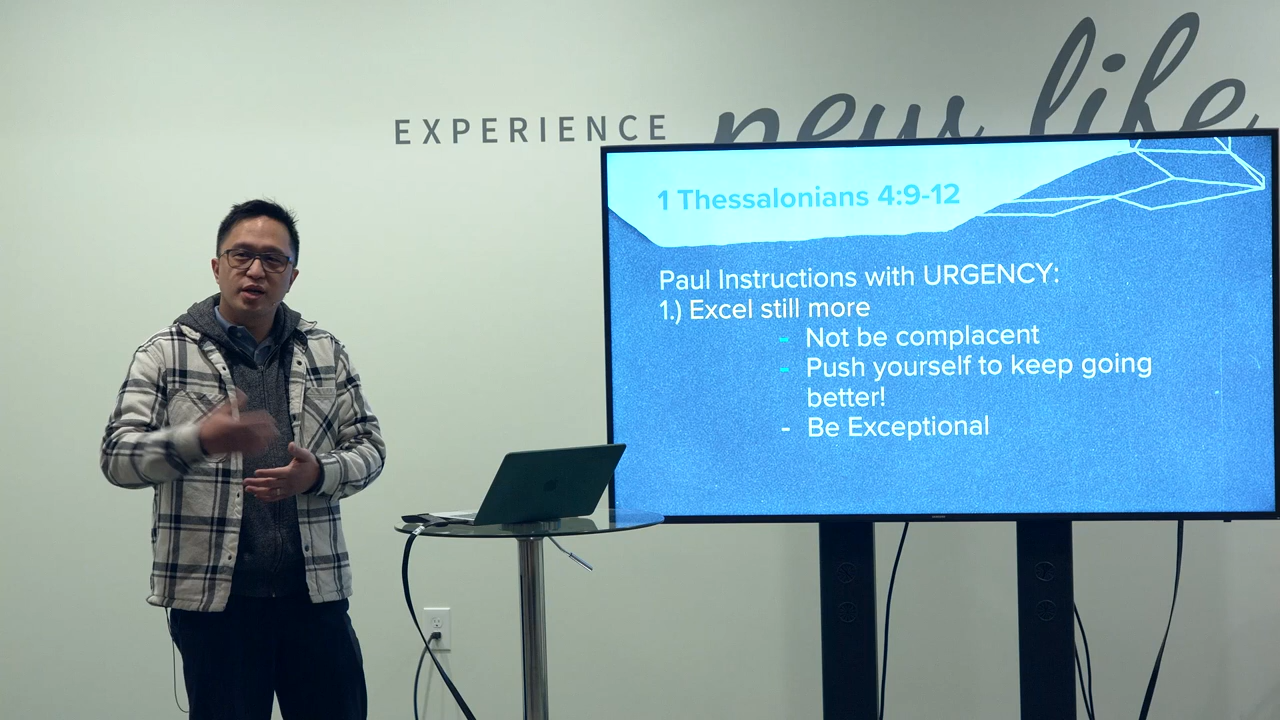 EXPERIENCE new life
1 Thessalonians 4:9-12
Paul Instructions with URGENCY:
1.) Excel still more
- Not be complacent
- Push yourself to keep going
better!
- Be Exceptional